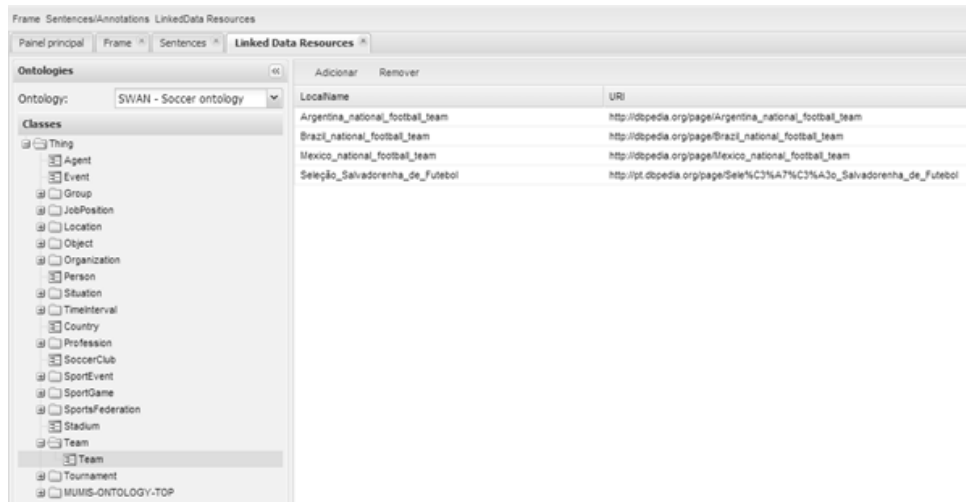 Frame Sentences/Annotations LinkedData Resources
Painel principal Frame Sentences Linked Data Resources
Ontologies
Ontology: SWAN - Soccer ontology
Classes
Thing
Agent
Event
Group
JobPosition
Location
Object
Organization
Person
Situation
TimeInterval
Country
Profession
SoccerClub
SportEvent
SportGame
SportsFederation
Stadium
Team
Team
Tournament
MUMIS-ONTOLOGY-TOP
Adicionar Remover
LocalName URI
Argentina_national_football_team http://dbpedia.org/page/Argentina_national_football_team
Brazil_national_football_team http://dbpedia.org/page/Brazil_national_football_team
Mexico_national_football_team http://dbpedia.org/page/Mexico_national_football_team
Seleção_Salvadorenha_de_Futebol http://pt.dbpedia.org/page/Sele%C3%A7%C3%A3o_Salvadorenha_de_Futebol